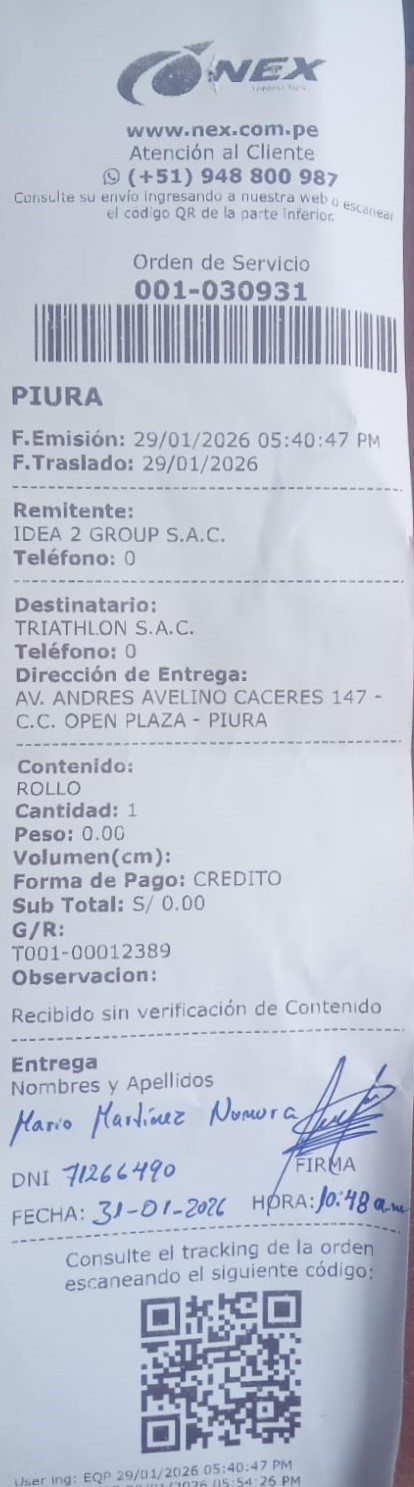 NEX
www.nex.com.pe
Atención al Cliente
(+51) 948 800 987
Consulte su envío ingresando a nuestra web o escanear
el código QR de la parte inferior.
Orden de Servicio
001-030931
PIURA
F.Emisión: 29/01/2026 05:40:47 PM
F.Traslado: 29/01/2026
Remitente:
IDEA 2 GROUP S.A.C.
Teléfono: 0
Destinatario:
TRIATHLON S.A.C.
Teléfono: 0
Dirección de Entrega:
AV. ANDRES AVELINO CACERES 147 -
C.C. OPEN PLAZA - PIURA
Contenido:
ROLLO
Cantidad: 1
Peso: 0.00
Volumen(cm):
Forma de Pago: CREDITO
Sub Total: S/ 0.00
G/R:
T001-00012389
Observacion:
Recibido sin verificación de Contenido
Entrega
Nombres y Apellidos
Mario Martínez Numura
DNI 71266490
FIRMA
FECHA: 31-01-2026 HORA: 10:48 a.m
Consulte el tracking de la orden
escaneando el siguiente código:
User ing: EQP 29/01/2026 05:40:47 PM
05:54:26 PM